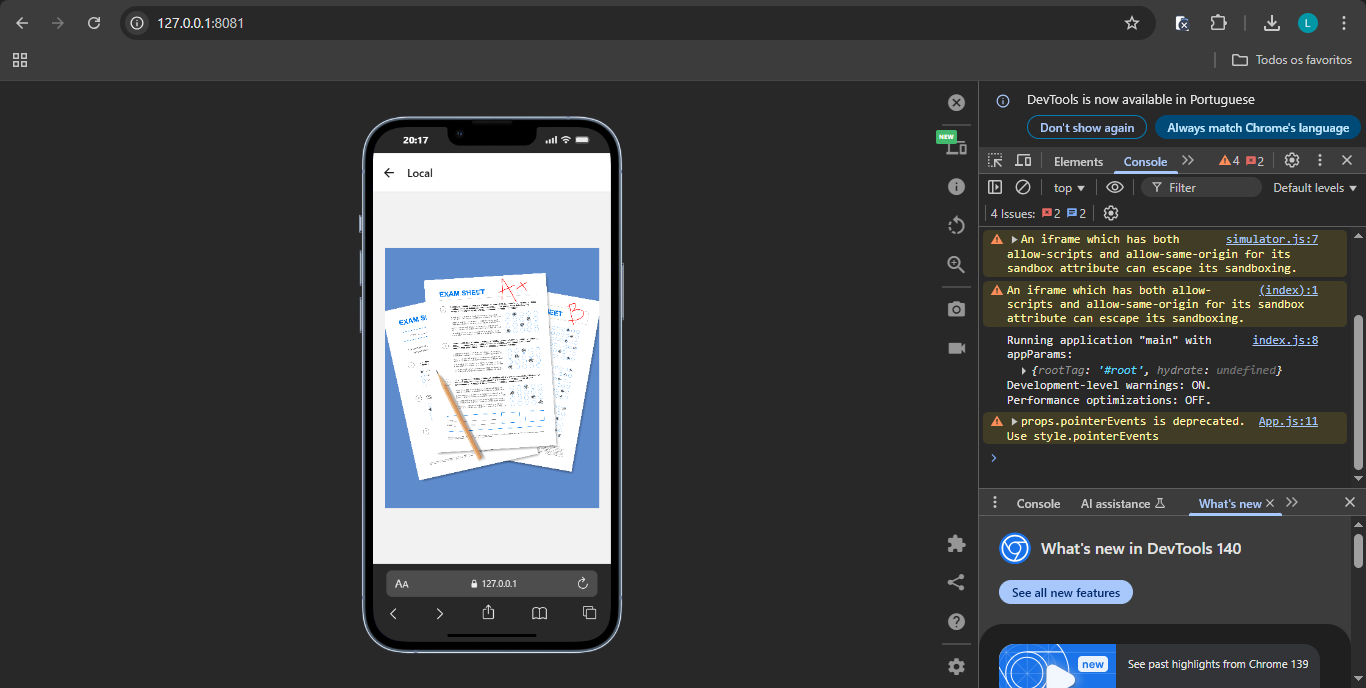 127.0.0.1:8081
L
Todos os favoritos
20:17
Local
EXAM SHEET
A++
EXAM S
EET
B
AA
127.0.0.1
NEW
DevTools is now available in Portuguese
Don't show again
Always match Chrome's language
Elements
Console
4
2
top
Filter
Default levels
4 Issues:
2
2
An iframe which has both
simulator.js:7
allow-scripts and allow-same-origin for its
sandbox attribute can escape its sandboxing.
An iframe which has both allow-
(index):1
scripts and allow-same-origin for its sandbox
attribute can escape its sandboxing.
Running application "main" with
index.js:8
appParams:
{rootTag: '#root', hydrate: undefined}
Development-level warnings: ON.
Performance optimizations: OFF.
props.pointerEvents is deprecated.
App.js:11
Use style.pointerEvents
Console
AI assistance
What's new
What's new in DevTools 140
See all new features
new
See past highlights from Chrome 139